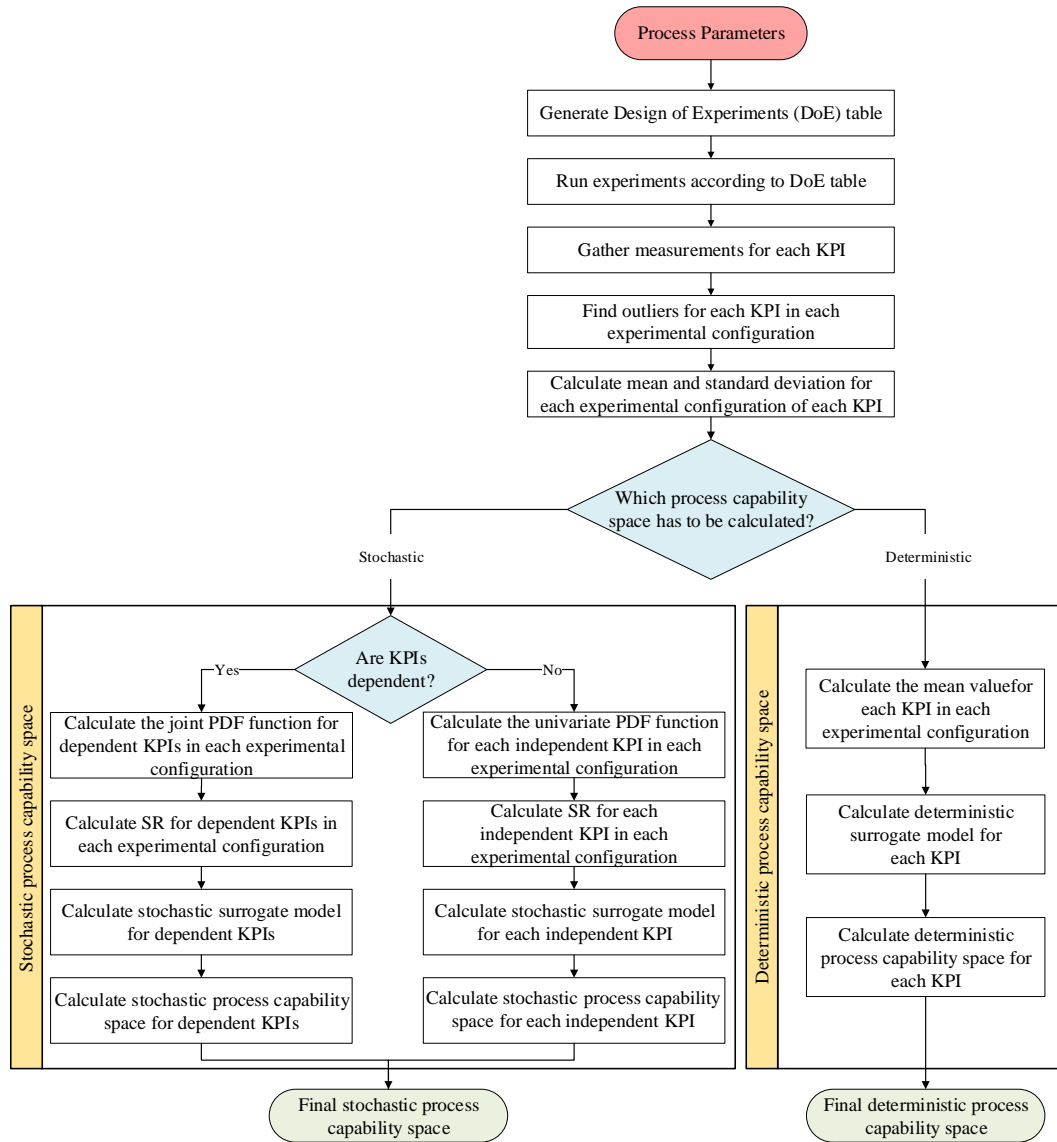 Process Parameters
Generate Design of Experiments (DoE) table
Run experiments according to DoE table
Gather measurements for each KPI
Find outliers for each KPI in each
experimental configuration
Calculate mean and standard deviation for
each experimental configuration of each KPI
Which process capability
space has to be calculated?
Stochastic
Deterministic
Stochastic process capability space
Are KPIs
dependent?
Yes
No
Calculate the joint PDF function for
dependent KPIs in each experimental
configuration
Calculate SR for dependent KPIs in
each experimental configuration
Calculate stochastic surrogate model
for dependent KPIs
Calculate stochastic process capability
space for dependent KPIs
Calculate the univariate PDF function
for each independent KPI in each
experimental configuration
Calculate SR for each
independent KPI in each
experimental configuration
Calculate stochastic surrogate model
for each independent KPI
Calculate stochastic process capability
space for each independent KPI
Final stochastic process
capability space
Deterministic process capability space
Calculate the mean valuefor
each KPI in each
experimental configuration
Calculate deterministic
surrogate model for
each KPI
Calculate deterministic
process capability space for
each KPI
Final deterministic process
capability space